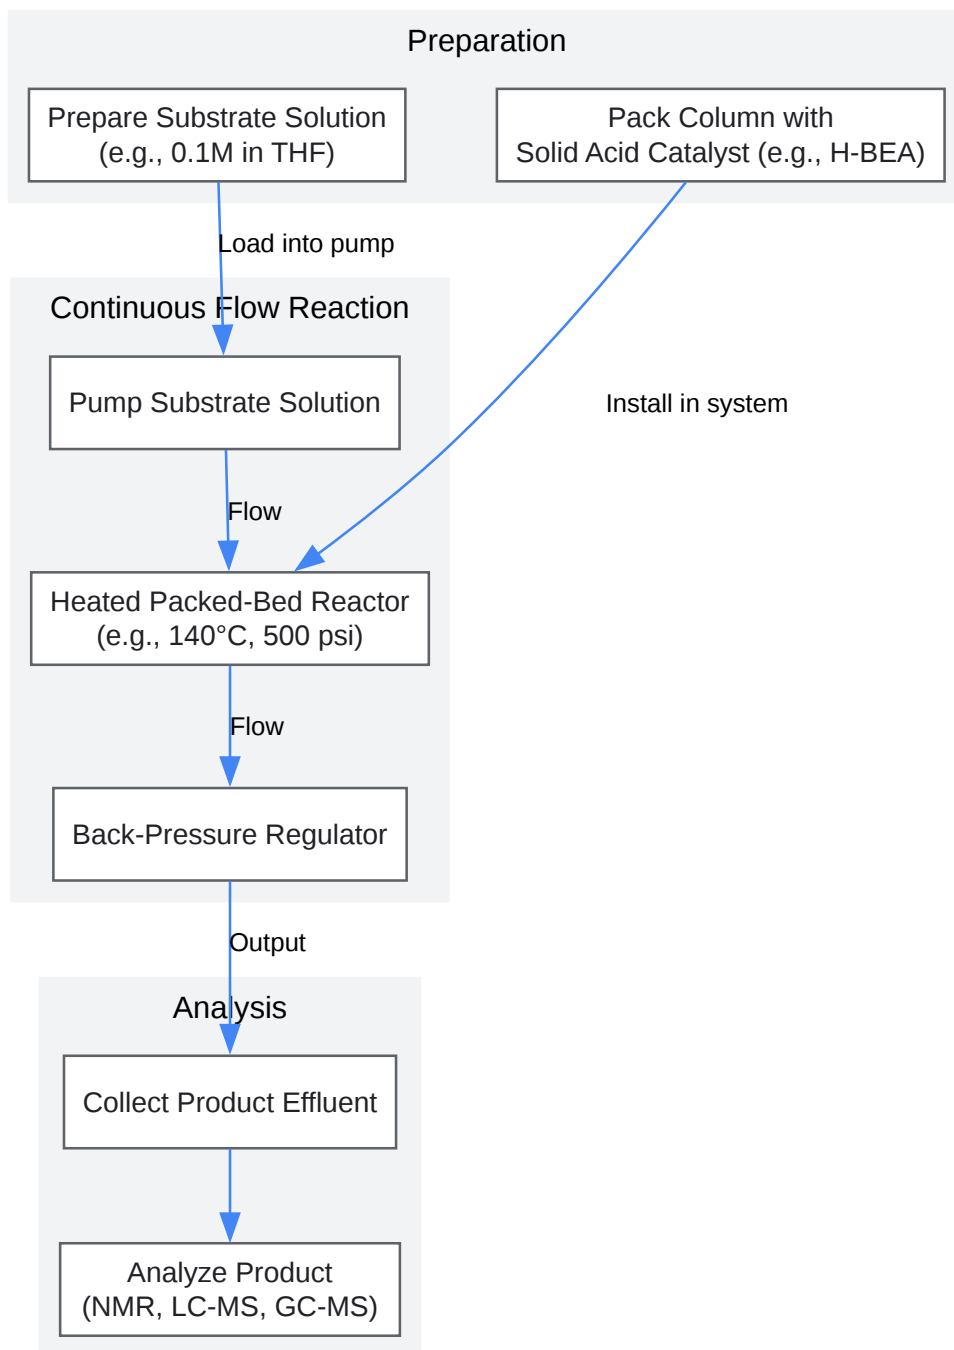 Preparation
Prepare Substrate Solution
(e.g., 0.1M in THF)
Pack Column with
Solid Acid Catalyst (e.g., H-BEA)
Load into pump
Continuous Flow Reaction
Pump Substrate Solution
Install in system
Flow
Heated Packed-Bed Reactor
(e.g., 140°C, 500 psi)
Flow
Back-Pressure Regulator
Output
Analysis
Collect Product Effluent
Analyze Product
(NMR, LC-MS, GC-MS)